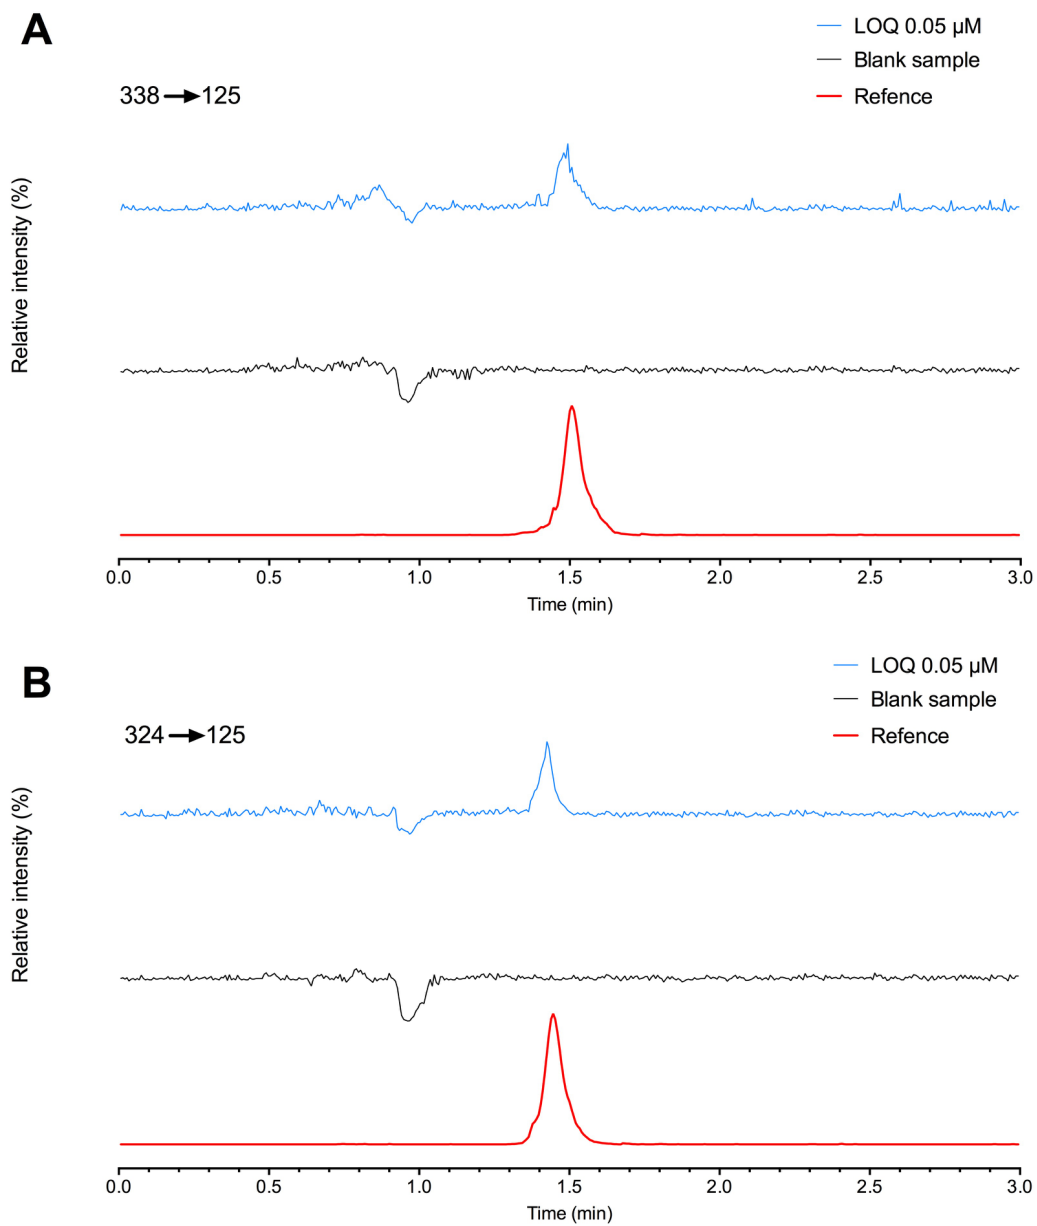 A
LOQ 0.05 µM
Blank sample
Refence
338 125
Relative intensity (%)
0.0 0.5 1.0 1.5 2.0 2.5 3.0
Time (min)
B
LOQ 0.05 µM
Blank sample
Refence
324 125
Relative intensity (%)
0.0 0.5 1.0 1.5 2.0 2.5 3.0
Time (min)